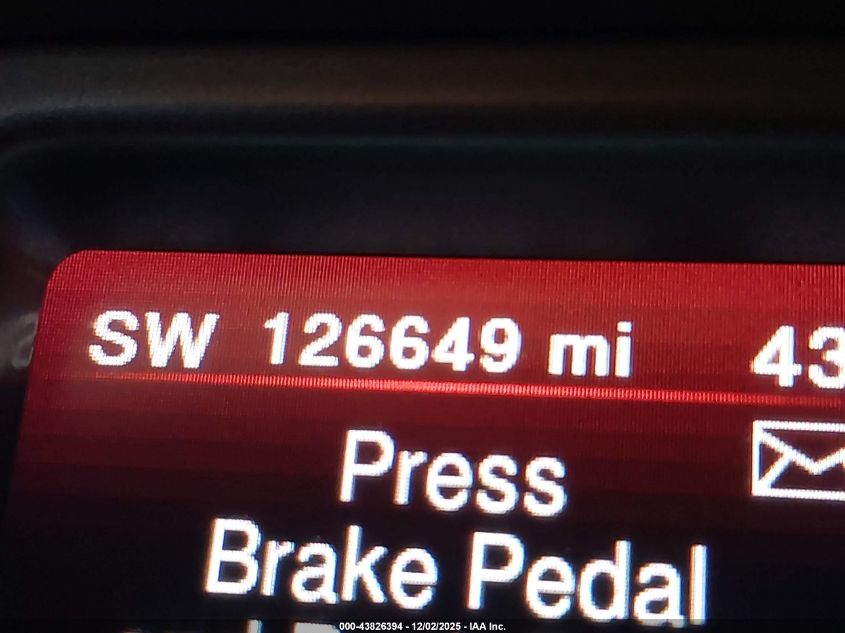 SW 126649 mi 43
Press
Brake Pedal
000-43826394 - 12/02/2025 - IAA Inc.